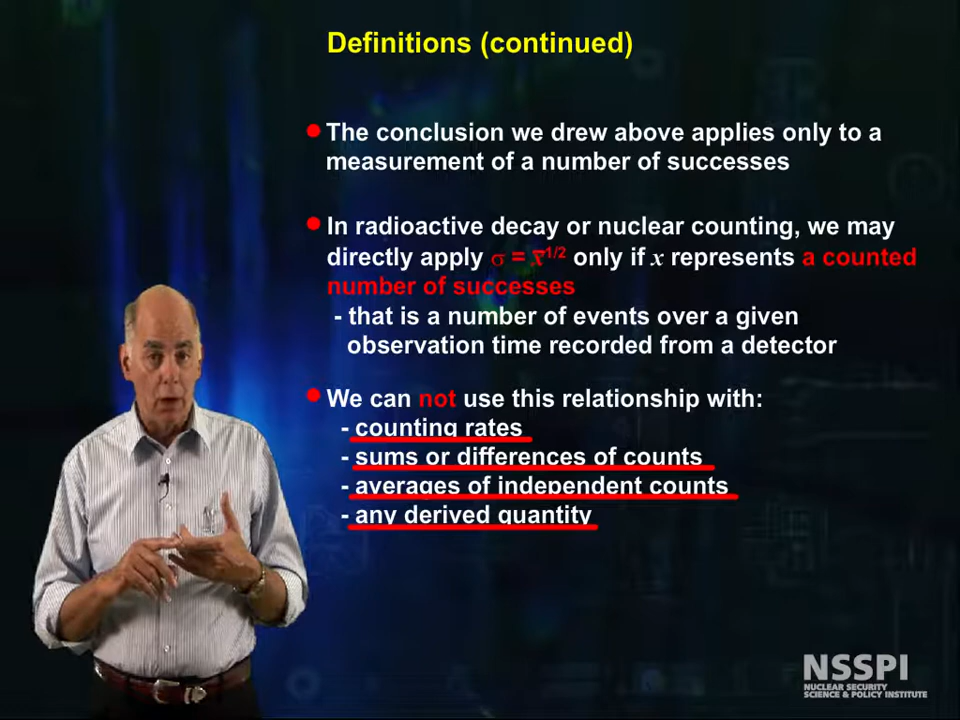 Definitions (continued)
The conclusion we drew above applies only to a
measurement of a number of successes
In radioactive decay or nuclear counting, we may
directly apply σ = x̅¹ᐟ² only if x represents a counted
number of successes
- that is a number of events over a given
observation time recorded from a detector
We can not use this relationship with:
- counting rates
- sums or differences of counts
- averages of independent counts
- any derived quantity
NSSPI
NUCLEAR SECURITY
SCIENCE & POLICY INSTITUTE